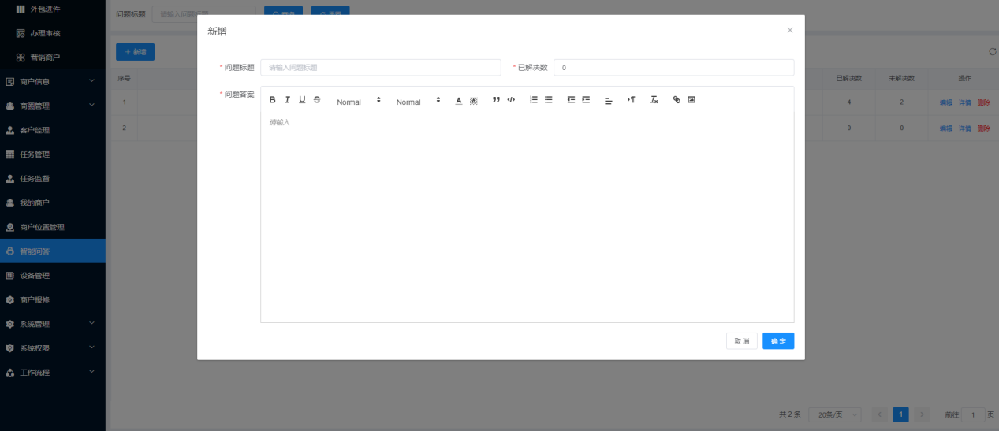 外包进件
办理审核
营销商户
商户信息
商圈管理
客户经理
任务管理
任务监督
我的商户
商户位置管理
智能问答
设备管理
商户报修
系统管理
系统权限
工作流程
问题标题 请输入问题标题
+ 新增
序号 已解决数 未解决数 操作
1 4 2 编辑 详情 删除
2 0 0 编辑 详情 删除
新增
* 问题标题 请输入问题标题 * 已解决数 0
* 问题答案 B I U S Normal Normal
请输入
取消 确定
共 2 条 20条/页 1 前往 1 页